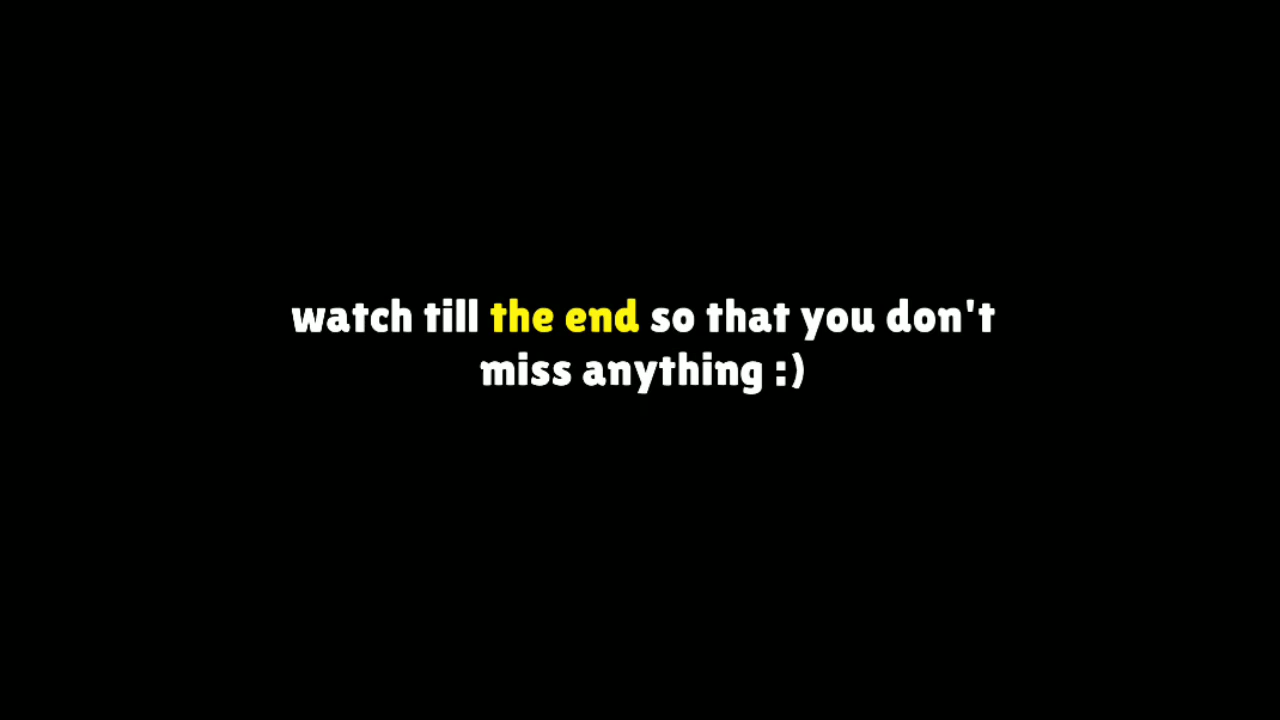 watch till the end so that you don't
miss anything :)